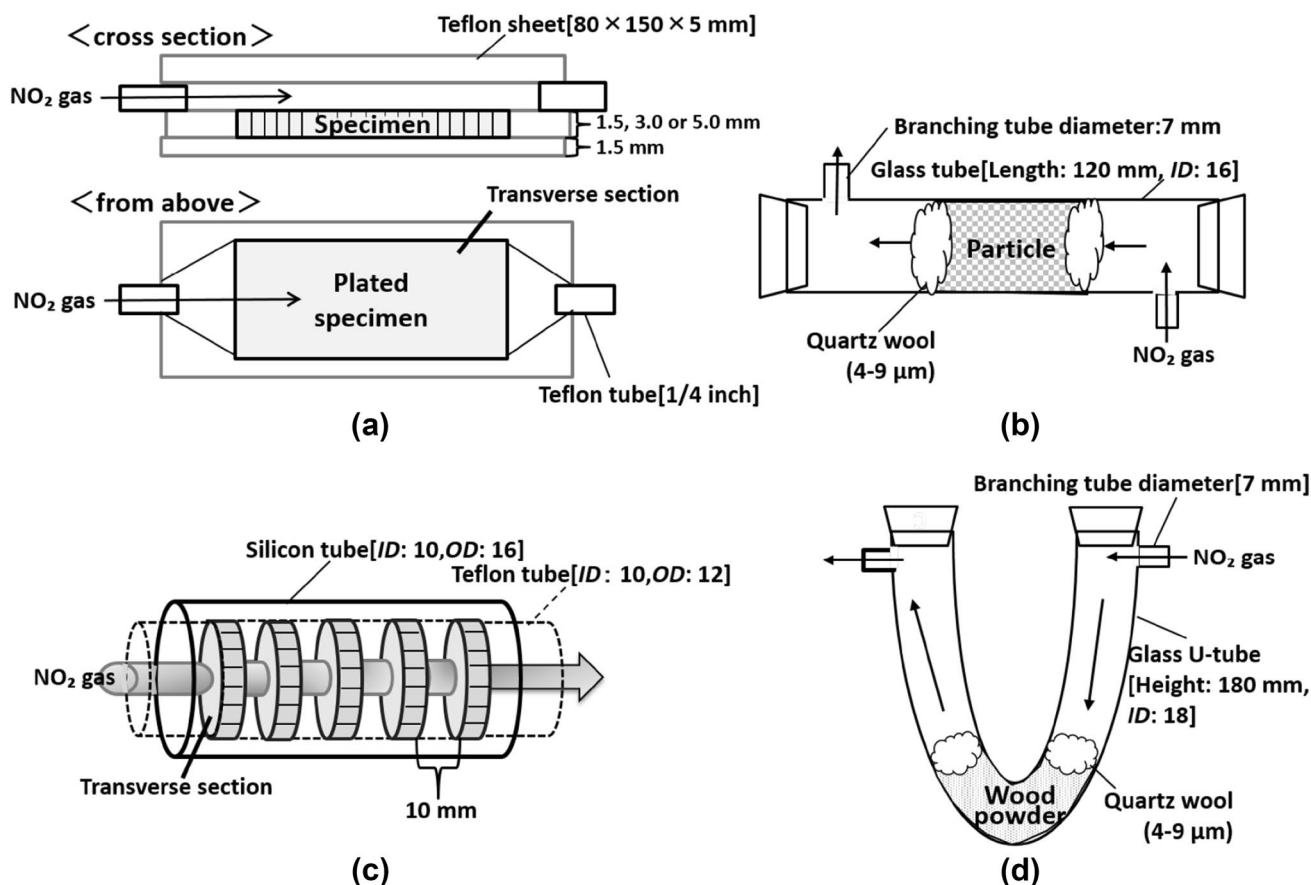 Teflon sheet[80×150×5 mm]
＜cross section＞
NO₂ gas
Specimen
1.5, 3.0 or 5.0 mm
1.5 mm
＜from above＞
Transverse section
NO₂ gas
Plated
specimen
Teflon tube[1/4 inch]
(a)
Branching tube diameter:7 mm
Glass tube[Length: 120 mm, ID: 16]
Particle
Quartz wool
(4-9 µm)
NO₂ gas
(b)
Silicon tube[ID: 10,OD: 16]
Teflon tube[ID: 10,OD: 12]
NO₂ gas
Transverse section
10 mm
(c)
Branching tube diameter[7 mm]
NO₂ gas
Glass U-tube
[Height: 180 mm,
ID: 18]
Wood
powder
Quartz wool
(4-9 µm)
(d)